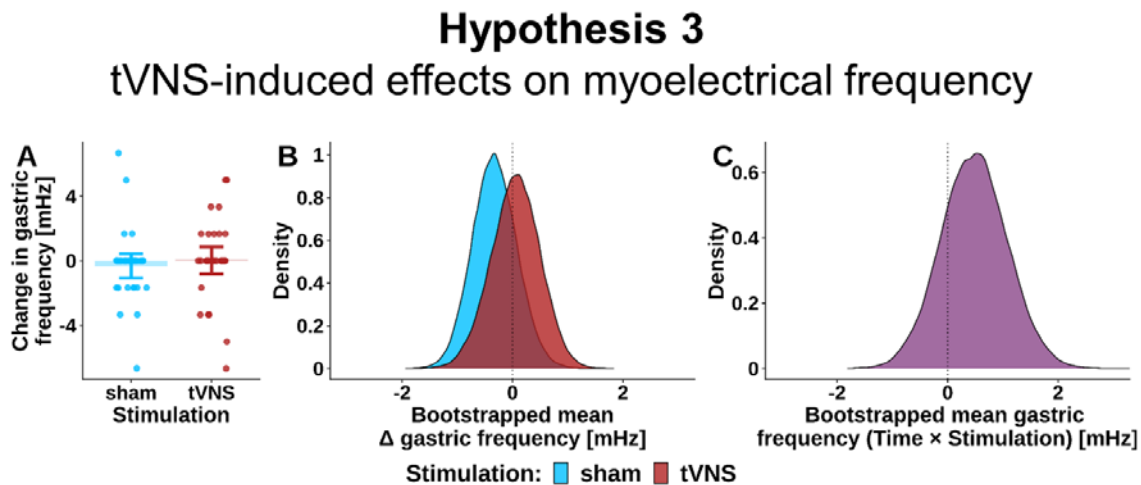 Hypothesis 3
tVNS-induced effects on myoelectrical frequency
A
Change in gastric
frequency [mHz]
4
0
-4
sham
tVNS
Stimulation
B
Density
1
0.8
0.6
0.4
0.2
0
-2
0
2
Bootstrapped mean
Δ gastric frequency [mHz]
C
Density
0.6
0.4
0.2
0
-2
0
2
Bootstrapped mean gastric
frequency (Time × Stimulation) [mHz]
Stimulation: sham tVNS